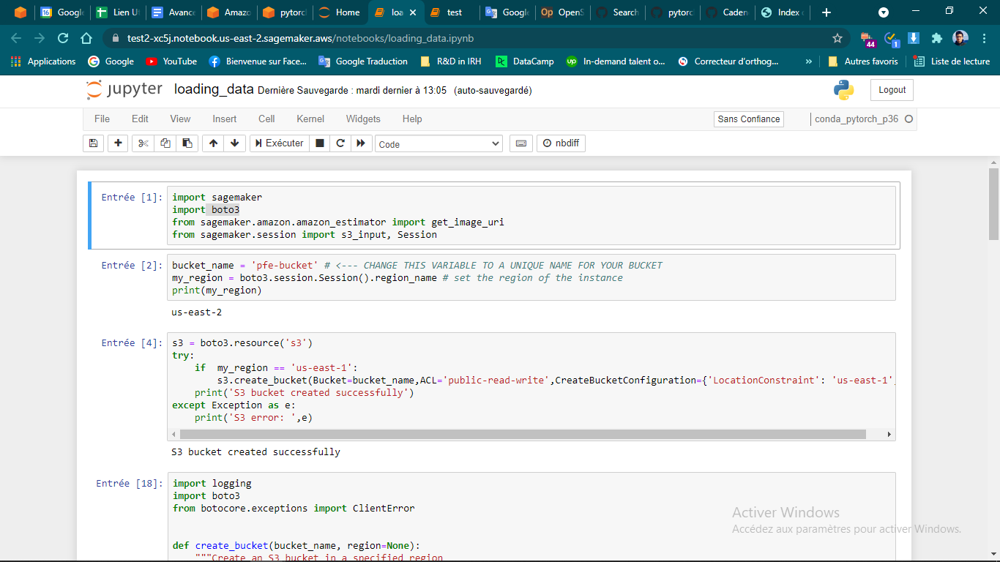 Google
Lien U
Avance
Amazo
pytorc
Home
loa
test
Google
OpenS
Search
pytorc
Caden
Index
test2-xc5j.notebook.us-east-2.sagemaker.aws/notebooks/loading_data.ipynb
44
1
Applications
Google
YouTube
Bienvenue sur Face...
Google Traduction
R&D in IRH
DataCamp
In-demand talent o...
Correcteur d'orthog...
»
Autres favoris
Liste de lecture
jupyter loading_data Dernière Sauvegarde : mardi dernier à 13:05 (auto-sauvegardé)
Logout
File Edit View Insert Cell Kernel Widgets Help
Sans Confiance
conda_pytorch_p36
Exécuter
Code
nbdiff
Entrée [1]:
import sagemaker
import boto3
from sagemaker.amazon.amazon_estimator import get_image_uri
from sagemaker.session import s3_input, Session
Entrée [2]:
bucket_name = 'pfe-bucket' # <--- CHANGE THIS VARIABLE TO A UNIQUE NAME FOR YOUR BUCKET
my_region = boto3.session.Session().region_name # set the region of the instance
print(my_region)
us-east-2
Entrée [4]:
s3 = boto3.resource('s3')
try:
    if  my_region == 'us-east-1':
        s3.create_bucket(Bucket=bucket_name,ACL='public-read-write',CreateBucketConfiguration={'LocationConstraint': 'us-east-1'
    print('S3 bucket created successfully')
except Exception as e:
    print('S3 error: ',e)
S3 bucket created successfully
Entrée [18]:
import logging
import boto3
from botocore.exceptions import ClientError
def create_bucket(bucket_name, region=None):
    """Create an S3 bucket in a specified region
Activer Windows
Accédez aux paramètres pour activer Windows.